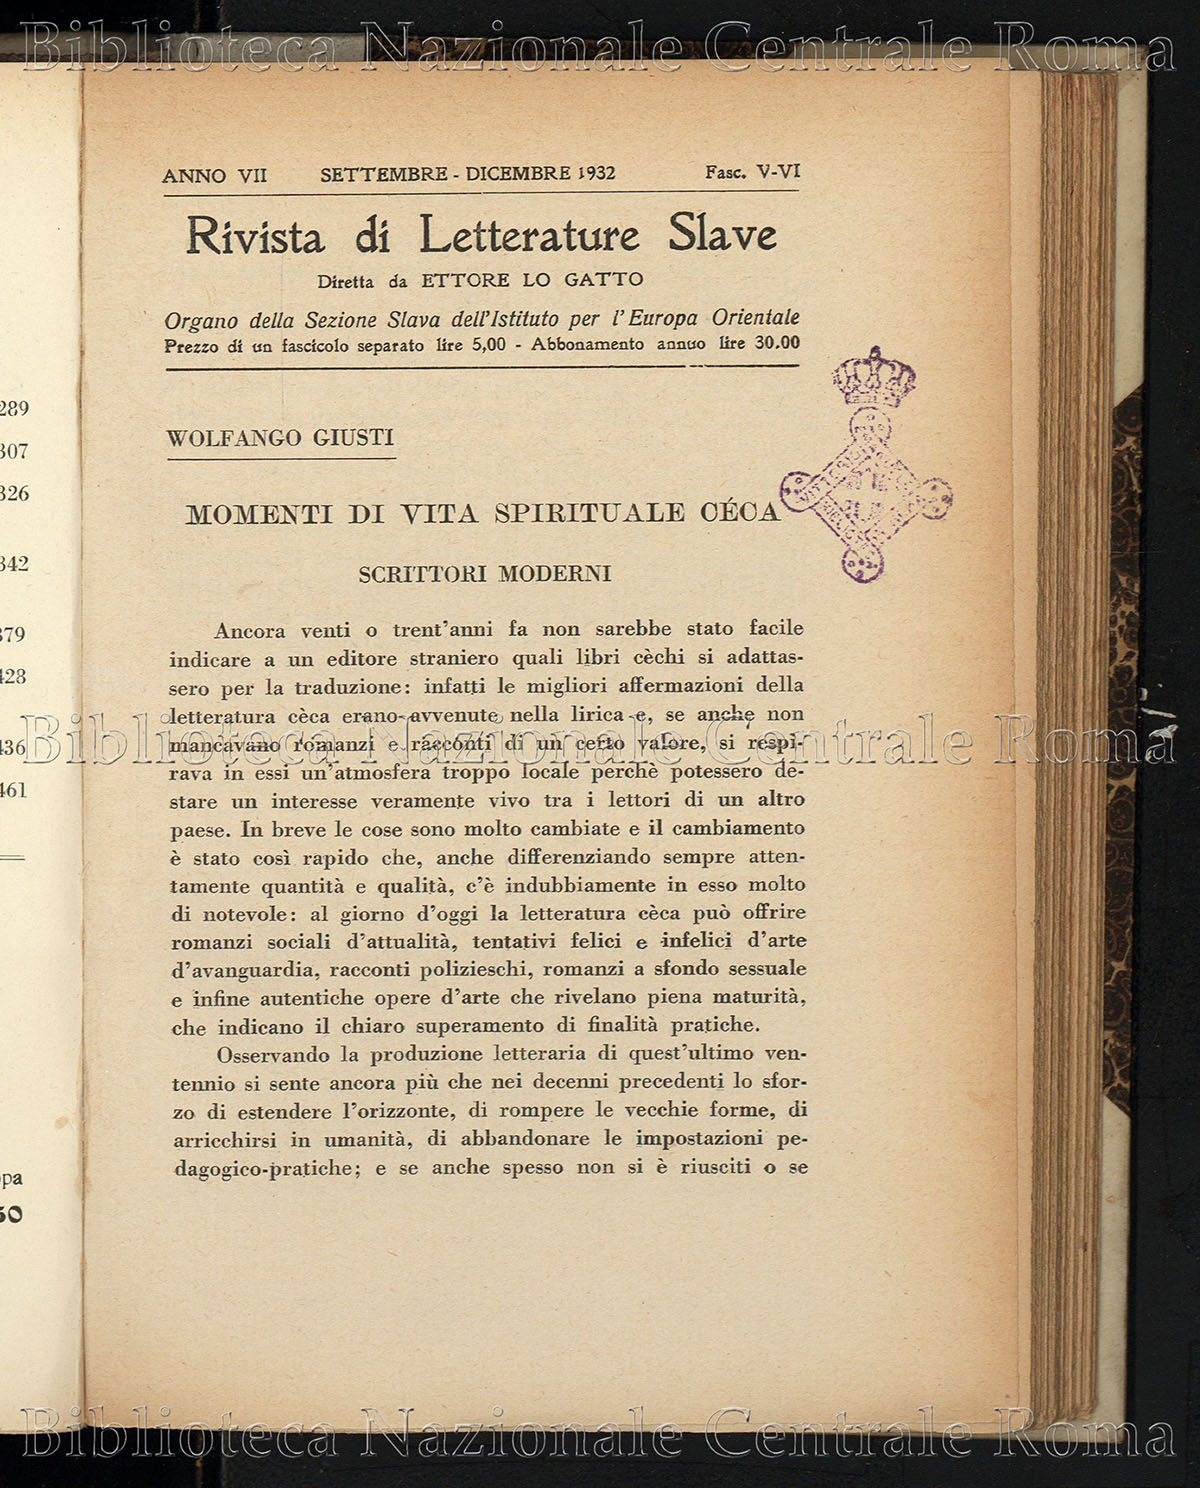 Biblioteca Nazionale Centrale Roma
ANNO VII SETTEMBRE - DICEMBRE 1932 Fasc. V-VI
Rivista di Letterature Slave
Diretta da ETTORE LO GATTO
Organo della Sezione Slava dell'Istituto per l'Europa Orientale
Prezzo di un fascicolo separato lire 5,00 - Abbonamento annuo lire 30.00
WOLFANGO GIUSTI
MOMENTI DI VITA SPIRITUALE CÉCA
SCRITTORI MODERNI
Ancora venti o trent'anni fa non sarebbe stato facile
indicare a un editore straniero quali libri cèchi si adattas-
sero per la traduzione: infatti le migliori affermazioni della
letteratura cèca erano avvenute nella lirica e, se anche non
Biblioteca Nazionale Centrale Roma
mancavano romanzi e racconti di un certo valore, si respi-
rava in essi un'atmosfera troppo locale perchè potessero de-
stare un interesse veramente vivo tra i lettori di un altro
paese. In breve le cose sono molto cambiate e il cambiamento
è stato così rapido che, anche differenziando sempre atten-
tamente quantità e qualità, c'è indubbiamente in esso molto
di notevole: al giorno d'oggi la letteratura cèca può offrire
romanzi sociali d'attualità, tentativi felici e infelici d'arte
d'avanguardia, racconti polizieschi, romanzi a sfondo sessuale
e infine autentiche opere d'arte che rivelano piena maturità,
che indicano il chiaro superamento di finalità pratiche.
Osservando la produzione letteraria di quest'ultimo ven-
tennio si sente ancora più che nei decenni precedenti lo sfor-
zo di estendere l'orizzonte, di rompere le vecchie forme, di
arricchirsi in umanità, di abbandonare le impostazioni pe-
dagogico-pratiche; e se anche spesso non si è riusciti o se
289
307
326
342
379
428
436
461
opa
50
Biblioteca Nazionale Centrale Roma